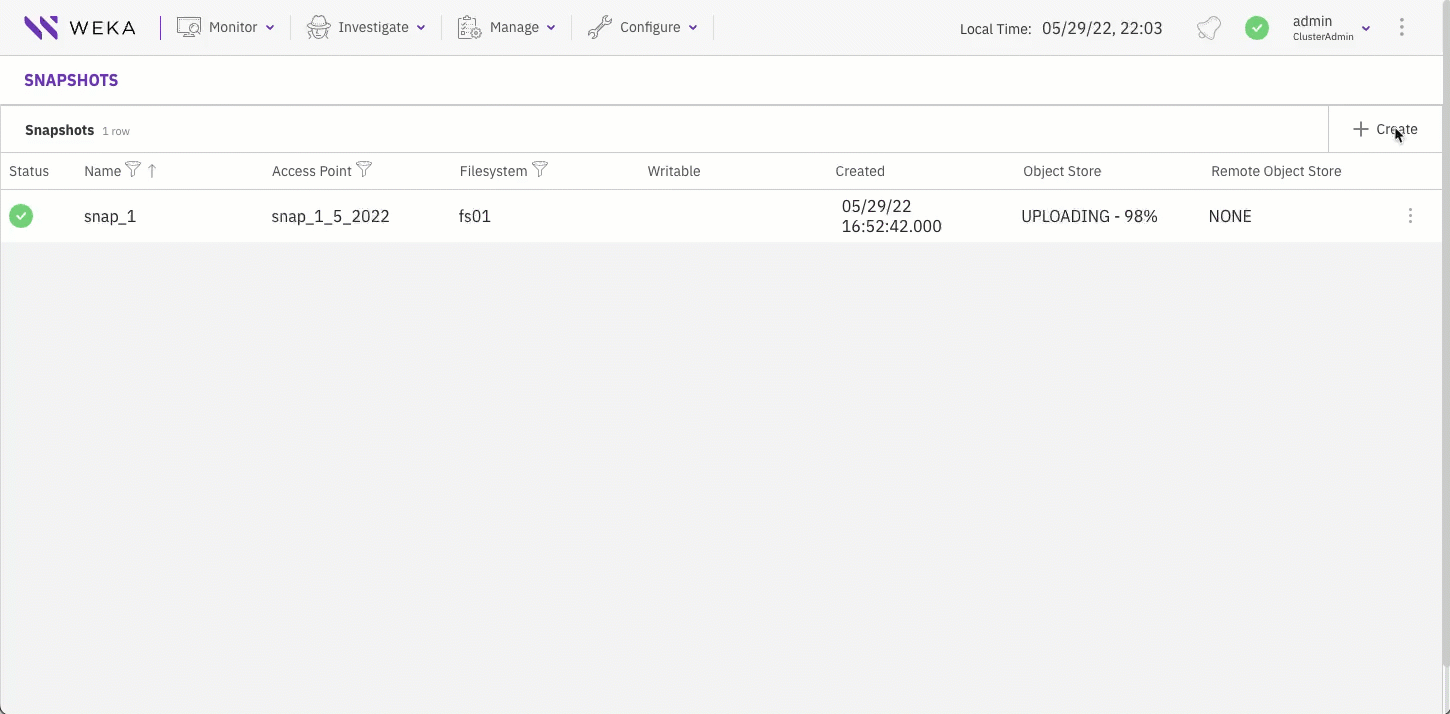 WEKA Monitor Investigate Manage Configure Local Time: 05/29/22, 22:03 admin
ClusterAdmin
SNAPSHOTS
Snapshots 1 row Create
Status Name Access Point Filesystem Writable Created Object Store Remote Object Store
snap_1 snap_1_5_2022 fs01 05/29/22 UPLOADING - 98% NONE
16:52:42.000